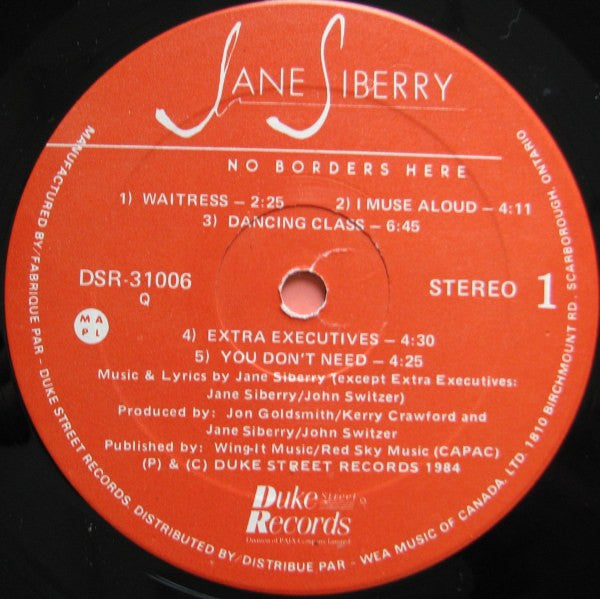 JANE SIBERRY
NO BORDERS HERE
1) WAITRESS – 2:25 2) I MUSE ALOUD – 4:11
3) DANCING CLASS – 6:45
DSR-31006
Q
STEREO 1
M A
P L
4) EXTRA EXECUTIVES – 4:30
5) YOU DON'T NEED – 4:25
Music & Lyrics by Jane Siberry (except Extra Executives:
Jane Siberry/John Switzer)
Produced by: Jon Goldsmith/Kerry Crawford and
Jane Siberry/John Switzer
Published by: Wing-It Music/Red Sky Music (CAPAC)
(P) & (C) DUKE STREET RECORDS 1984
Duke Street
Records
MANUFACTURED BY/FABRIQUE PAR - DUKE STREET RECORDS. DISTRIBUTED BY/DISTRIBUE PAR - WEA MUSIC OF CANADA, LTD. 1810 BIRCHMOUNT RD., SCARBOROUGH, ONTARIO